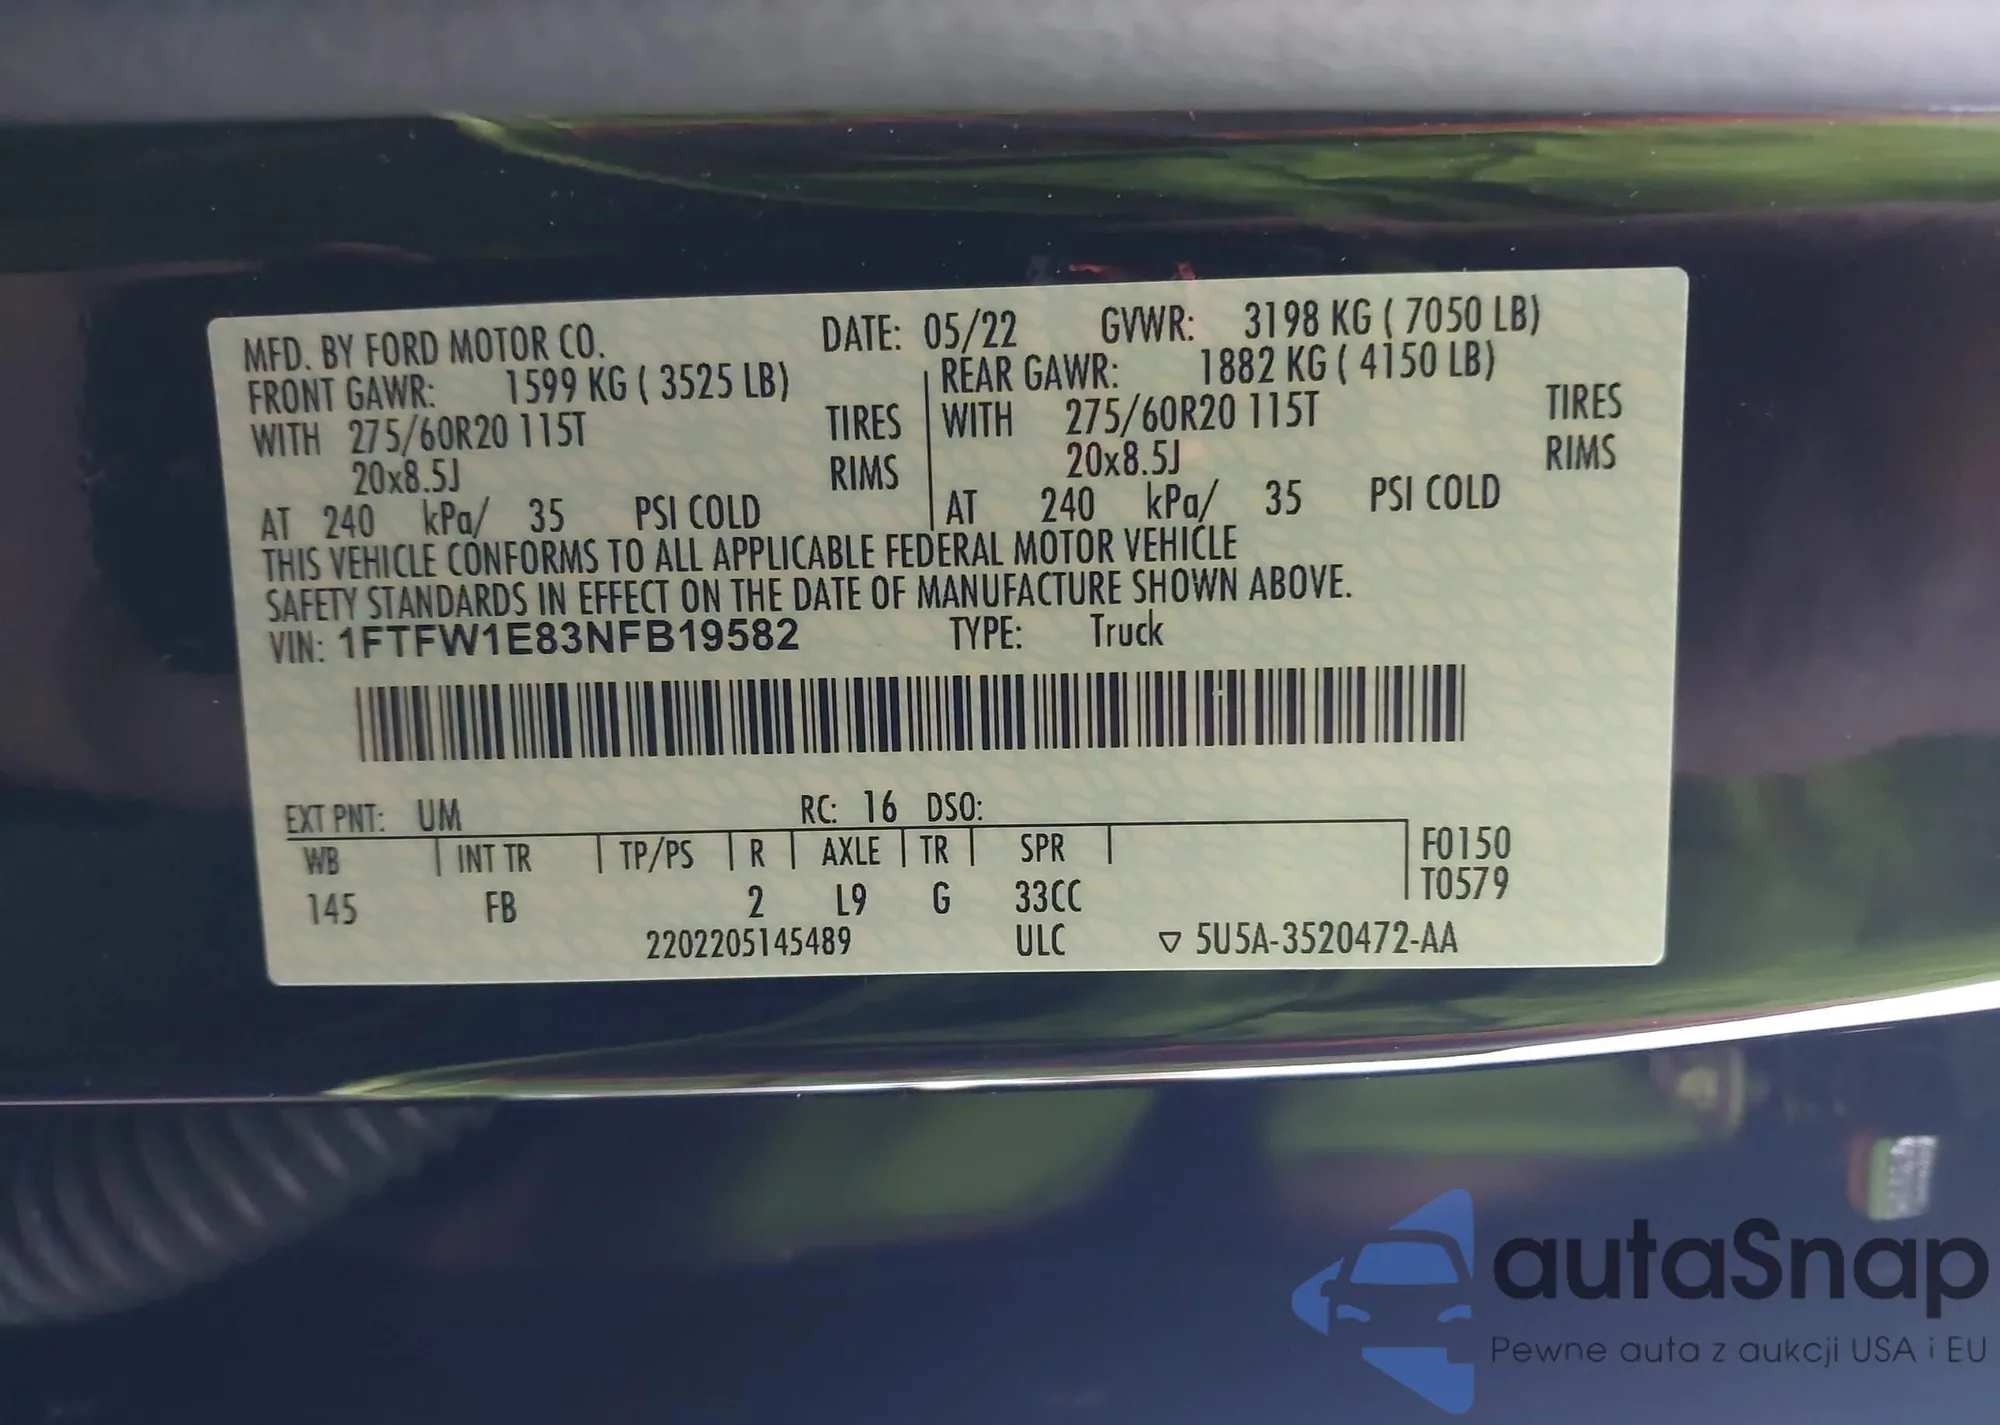 MFD. BY FORD MOTOR CO. DATE: 05/22 GVWR: 3198 KG ( 7050 LB)
FRONT GAWR: 1599 KG ( 3525 LB) REAR GAWR: 1882 KG ( 4150 LB)
WITH 275/60R20 115T TIRES WITH 275/60R20 115T TIRES
20x8.5J RIMS 20x8.5J RIMS
AT 240 kPa/ 35 PSI COLD AT 240 kPa/ 35 PSI COLD
THIS VEHICLE CONFORMS TO ALL APPLICABLE FEDERAL MOTOR VEHICLE
SAFETY STANDARDS IN EFFECT ON THE DATE OF MANUFACTURE SHOWN ABOVE.
VIN: 1FTFW1E83NFB19582 TYPE: Truck
EXT PNT: UM RC: 16 DSO:
WB INT TR TP/PS R AXLE TR SPR F0150
145 FB 2 L9 G 33CC T0579
2202205145489 ULC ▽ 5U5A-3520472-AA
autaSnap
Pewne auta z aukcji USA i EU